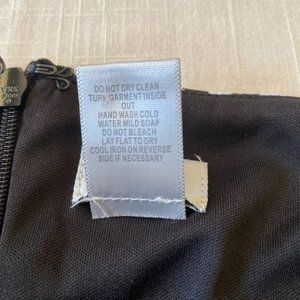 DO NOT DRY CLEAN
TURN GARMENT INSIDE
OUT
HAND WASH COLD
WATER MILD SOAP
DO NOT BLEACH
LAY FLAT TO DRY
COOL IRON ON REVERSE
SIDE IF NECESSARY